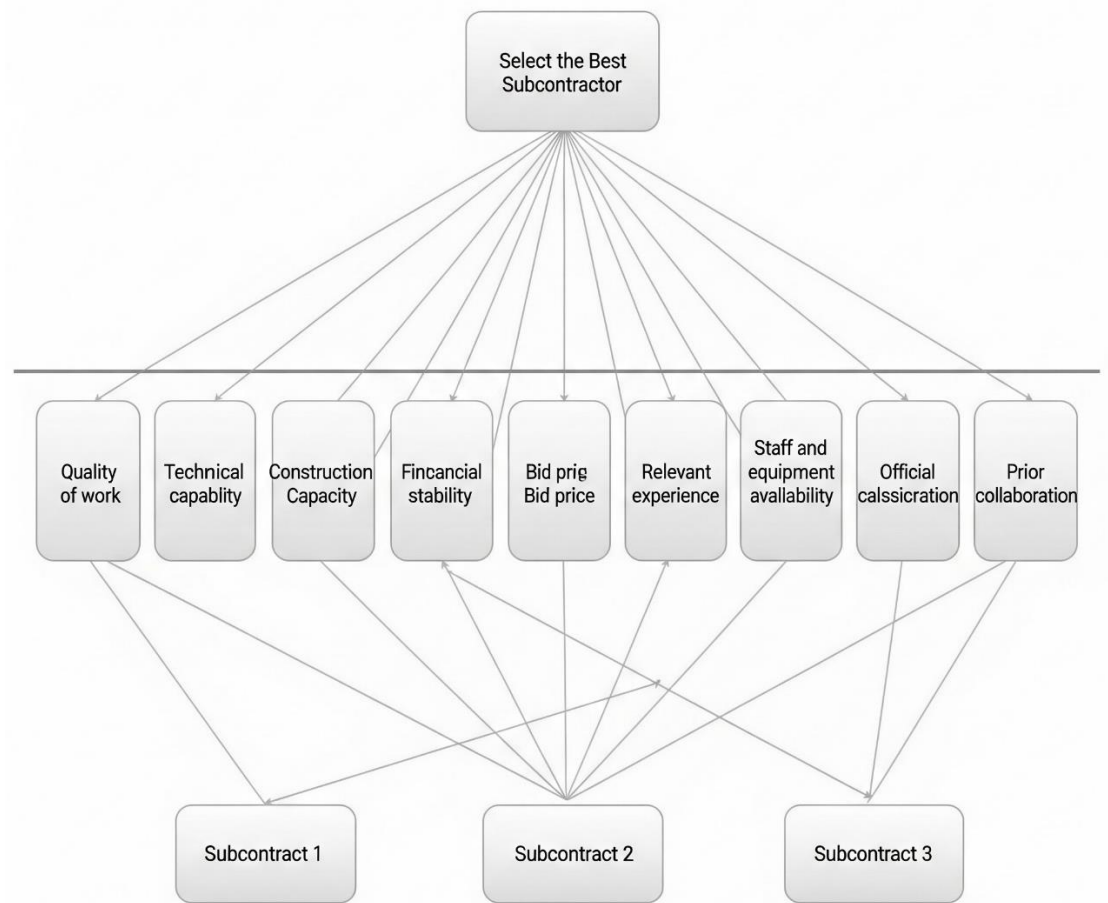 Select the Best
Subcontractor
Quality
of work
Technical
capablity
Construction
Capacity
Fincancial
stability
Bid prig
Bid price
Relevant
experience
Staff and
equipment
avallability
Official
calssicration
Prior
collaboration
Subcontract 1
Subcontract 2
Subcontract 3